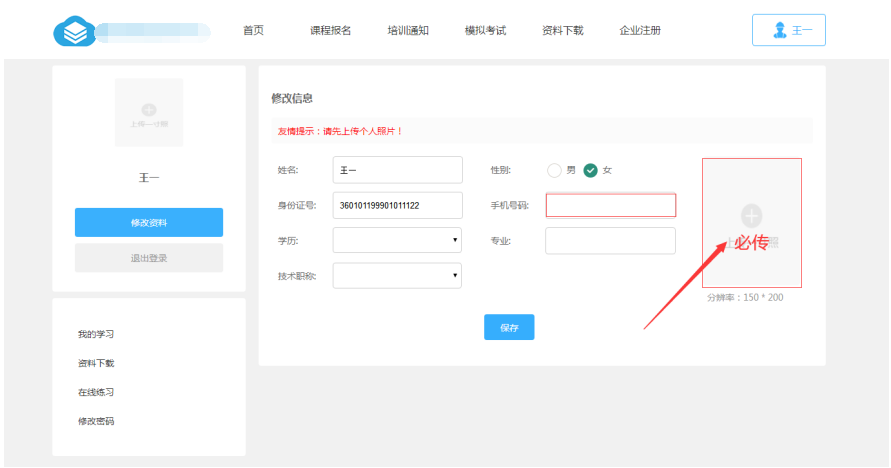 首页 课程报名 培训通知 模拟考试 资料下载 企业注册 王一
上传一寸照
王一
修改资料
退出登录
我的学习
资料下载
在线练习
修改密码
修改信息
友情提示：请先上传个人照片！
姓名: 王一 性别: 男 女
身份证号: 360101199901011122 手机号码:
学历: 专业:
技术职称:
必传
分辨率：150 * 200
保存